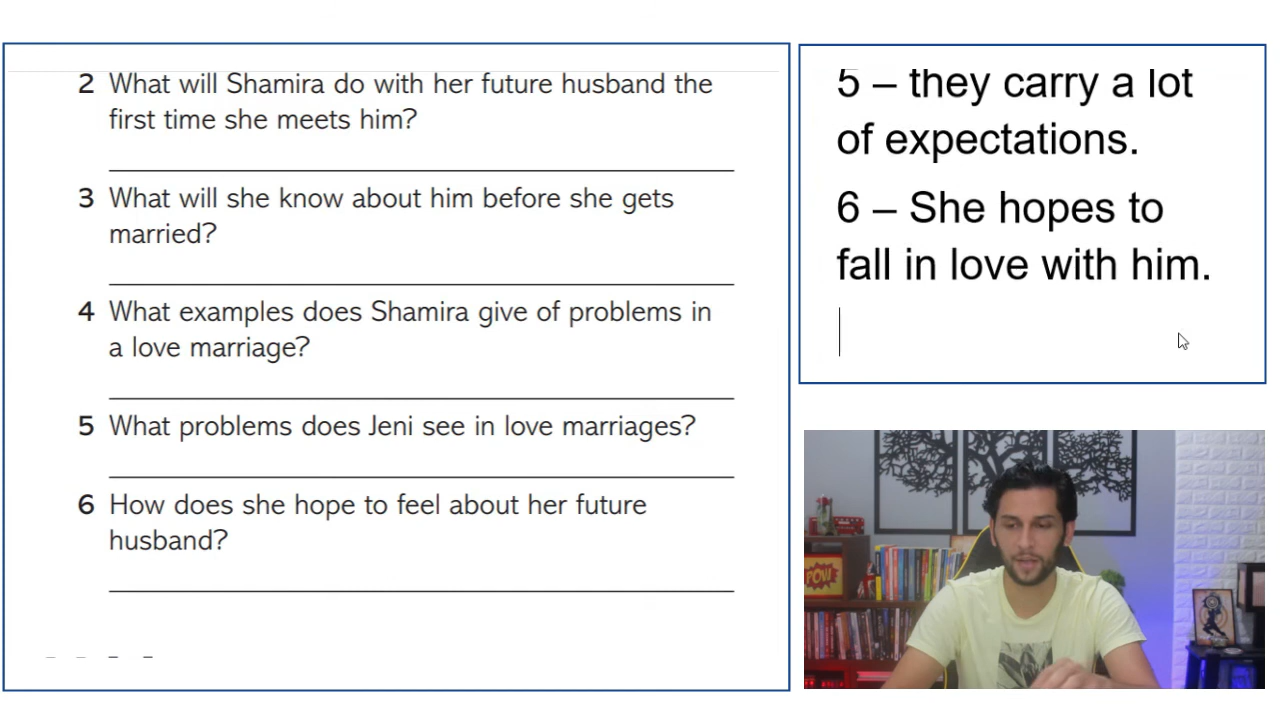 2 What will Shamira do with her future husband the
first time she meets him?
3 What will she know about him before she gets
married?
4 What examples does Shamira give of problems in
a love marriage?
5 What problems does Jeni see in love marriages?
6 How does she hope to feel about her future
husband?
5 – they carry a lot
of expectations.
6 – She hopes to
fall in love with him.
POW